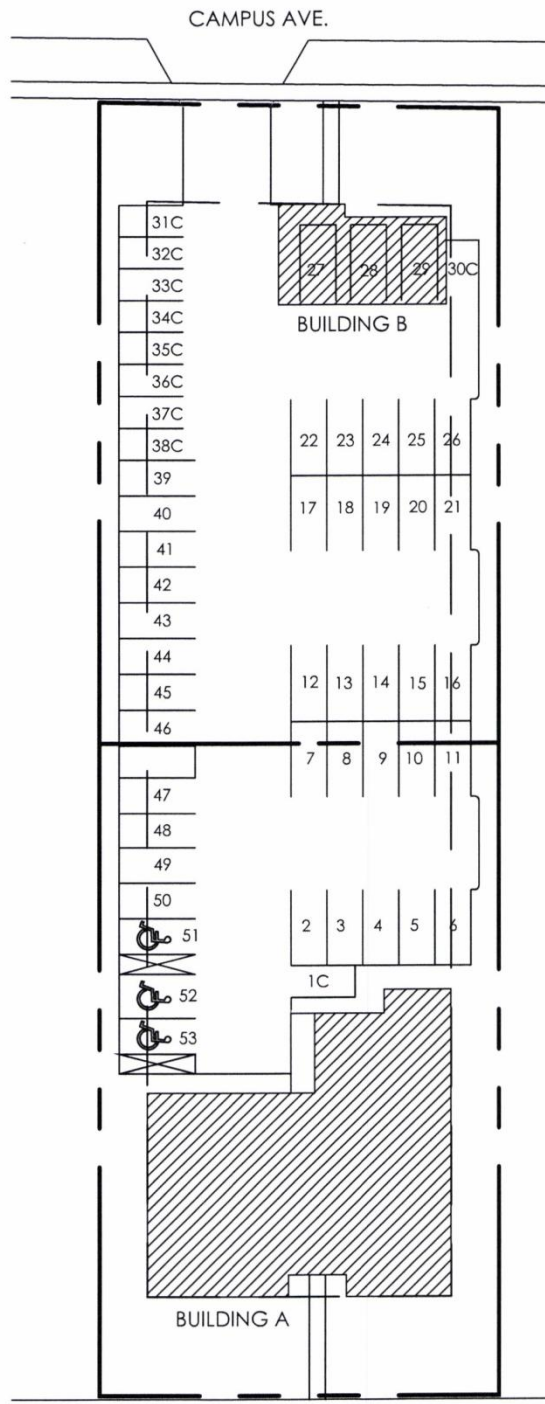 CAMPUS AVE.
31C
32C
33C
34C
35C
36C
37C
38C
39
40
41
42
43
44
45
46
27 28 29 30C
BUILDING B
22 23 24 25 26
17 18 19 20 21
12 13 14 15 16
7 8 9 10 11
47
48
49
50
51
52
53
2 3 4 5 6
1C
BUILDING A